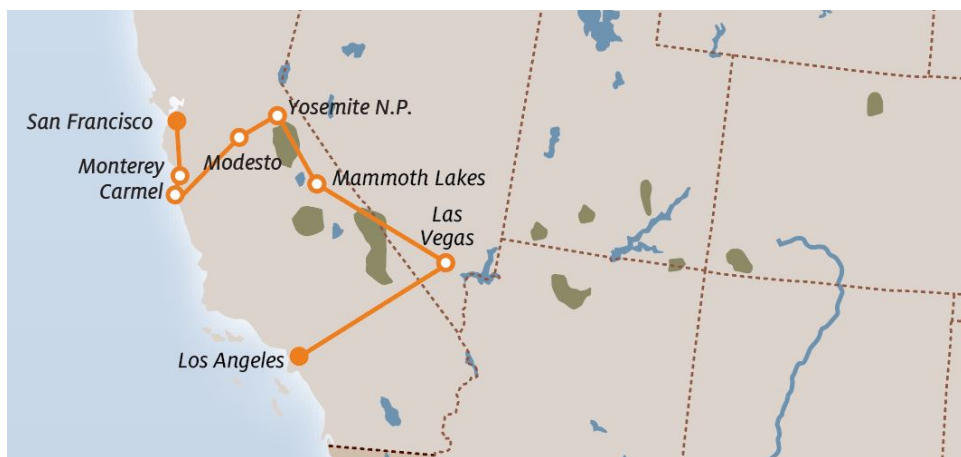 Yosemite N.P.
San Francisco
Modesto
Monterey
Carmel
Mammoth Lakes
Las
Vegas
Los Angeles